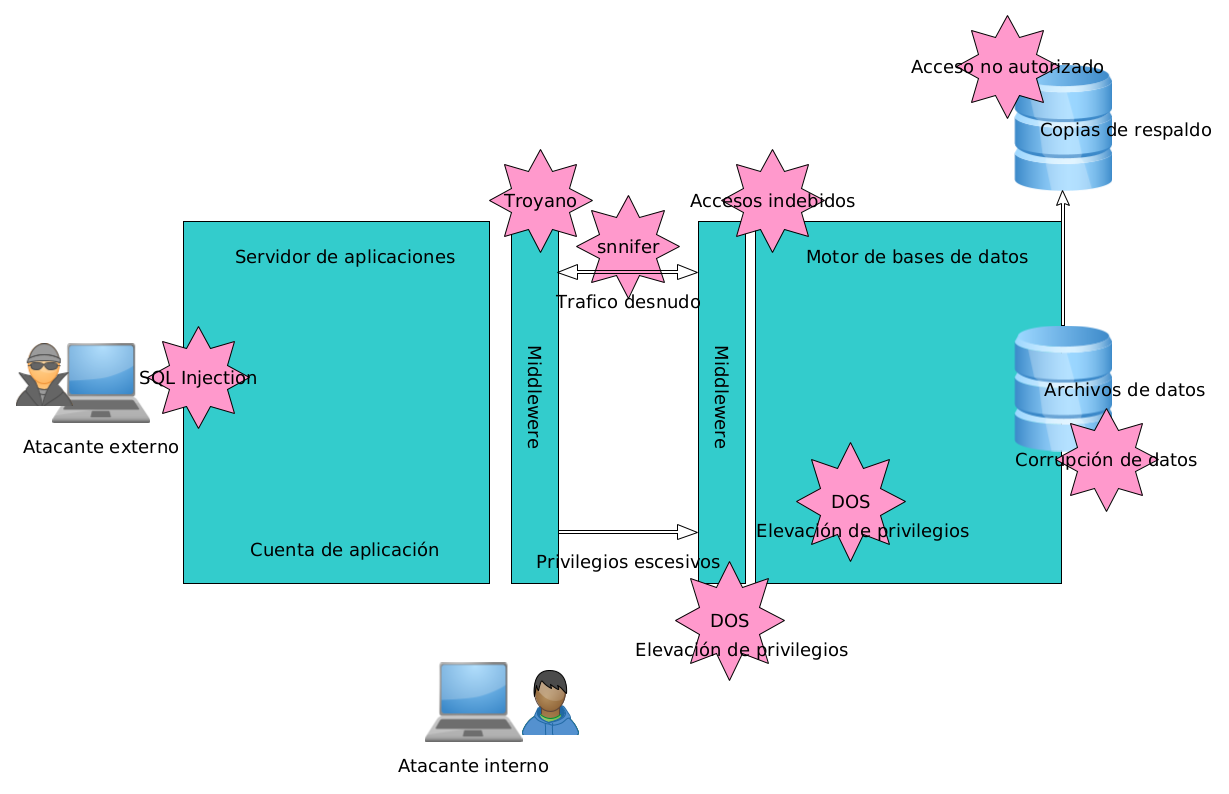 Acceso no autorizado
Copias de respaldo
Troyano
Accesos indebidos
snnifer
Servidor de aplicaciones
Motor de bases de datos
Trafico desnudo
Middlewere
Middlewere
SQL Injection
Archivos de datos
Atacante externo
Corrupción de datos
DOS
Elevación de privilegios
Cuenta de aplicación
Privilegios escesivos
DOS
Elevación de privilegios
Atacante interno